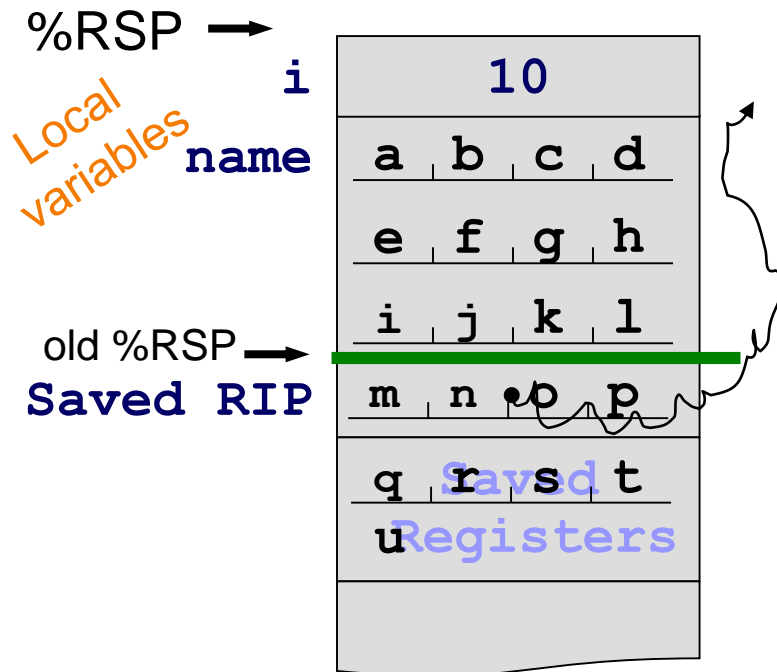 %RSP
i 10
Local
variables
name a b c d
e f g h
i j k l
old %RSP
Saved RIP m n o p
q r s t
Saved
u
Registers